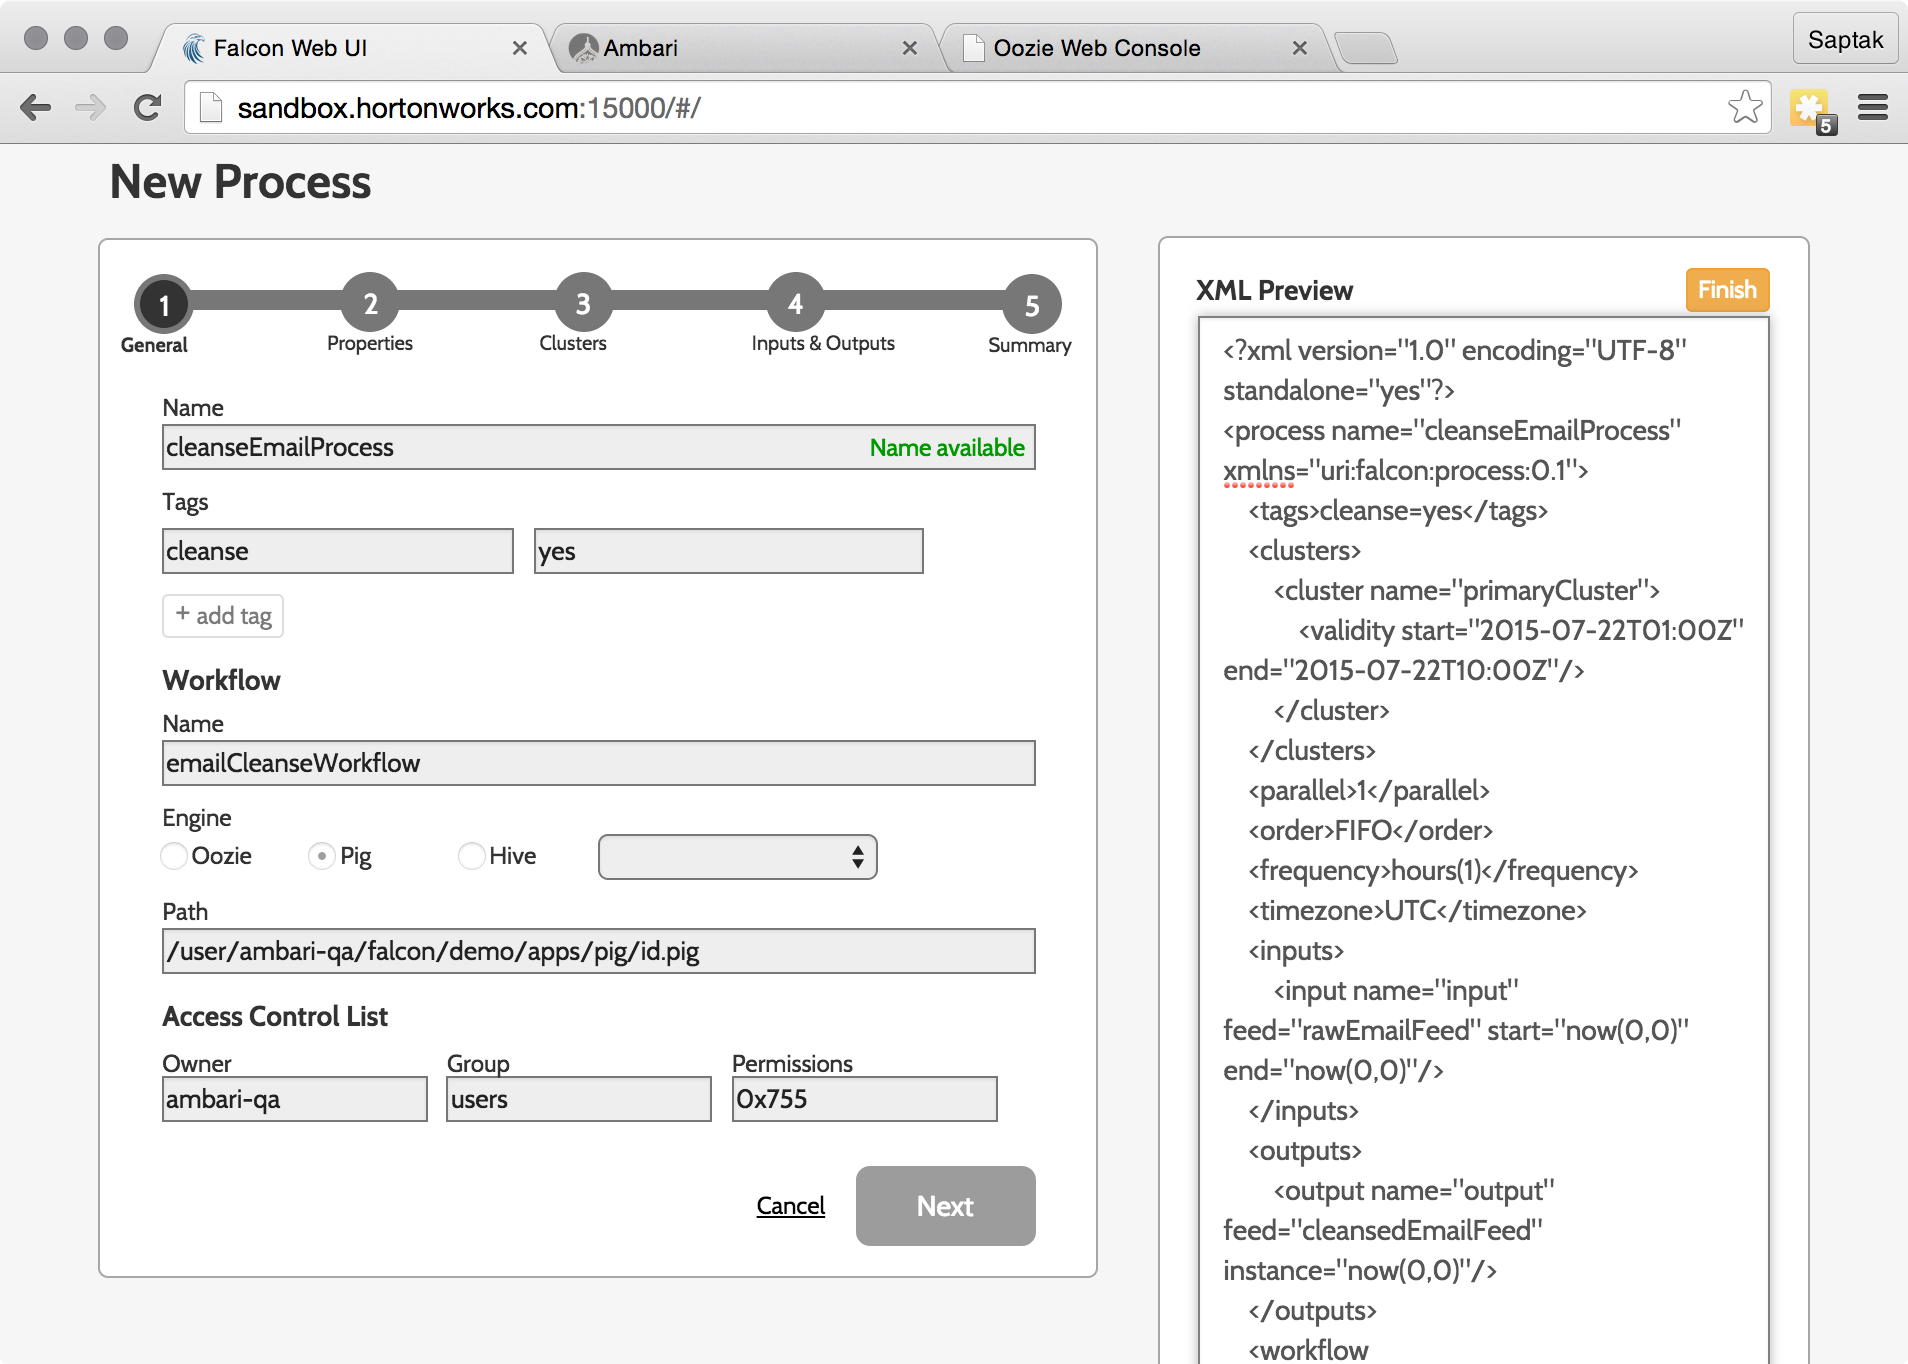 Falcon Web UI
Ambari
Oozie Web Console
Saptak
sandbox.hortonworks.com:15000/#/
5
New Process
1
2
3
4
5
General
Properties
Clusters
Inputs & Outputs
Summary
Name
cleanseEmailProcess
Name available
Tags
cleanse
yes
+ add tag
Workflow
Name
emailCleanseWorkflow
Engine
Oozie
Pig
Hive
Path
/user/ambari-qa/falcon/demo/apps/pig/id.pig
Access Control List
Owner
Group
Permissions
ambari-qa
users
0x755
Cancel
Next
XML Preview
Finish
<?xml version="1.0" encoding="UTF-8"
standalone="yes"?>
<process name="cleanseEmailProcess"
xmlns="uri:falcon:process:0.1">
<tags>cleanse=yes</tags>
<clusters>
<cluster name="primaryCluster">
<validity start="2015-07-22T01:00Z"
end="2015-07-22T10:00Z"/>
</cluster>
</clusters>
<parallel>1</parallel>
<order>FIFO</order>
<frequency>hours(1)</frequency>
<timezone>UTC</timezone>
<inputs>
<input name="input"
feed="rawEmailFeed" start="now(0,0)"
end="now(0,0)"/>
</inputs>
<outputs>
<output name="output"
feed="cleansedEmailFeed"
instance="now(0,0)"/>
</outputs>
<workflow